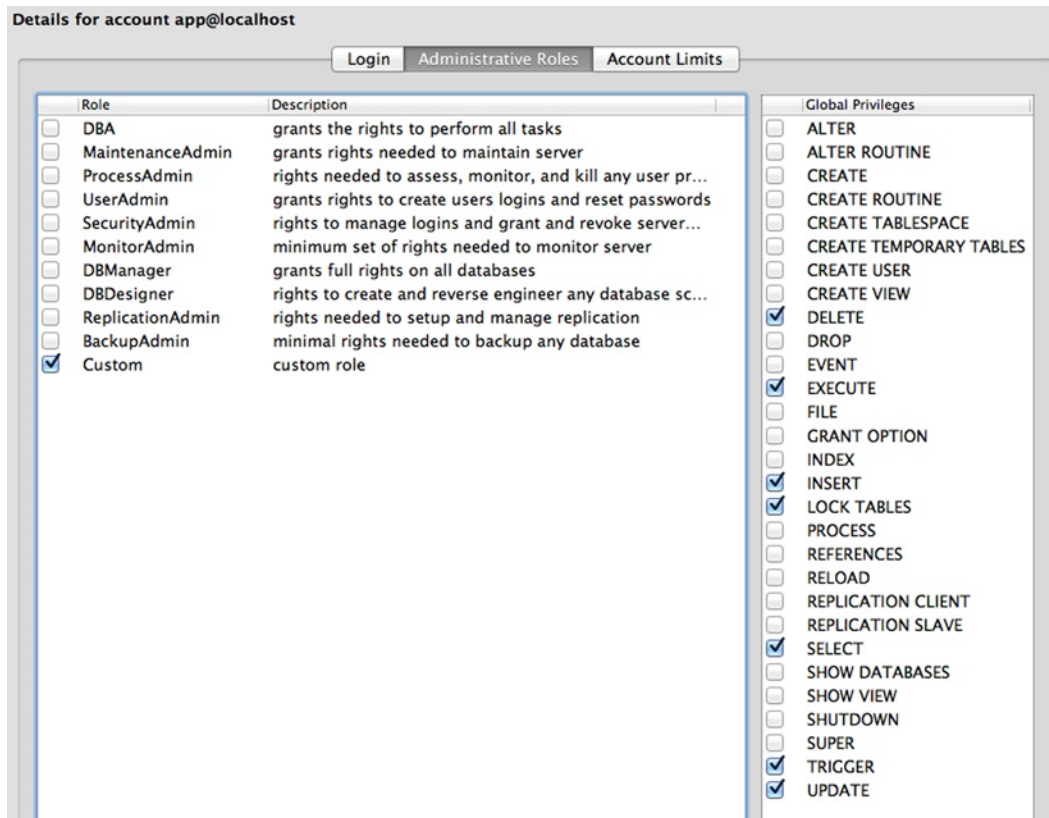 Details for account app@localhost
Login Administrative Roles Account Limits
Role Description
DBA grants the rights to perform all tasks
MaintenanceAdmin grants rights needed to maintain server
ProcessAdmin rights needed to assess, monitor, and kill any user pr...
UserAdmin grants rights to create users logins and reset passwords
SecurityAdmin rights to manage logins and grant and revoke server...
MonitorAdmin minimum set of rights needed to monitor server
DBManager grants full rights on all databases
DBDesigner rights to create and reverse engineer any database sc...
ReplicationAdmin rights needed to setup and manage replication
BackupAdmin minimal rights needed to backup any database
Custom custom role
Global Privileges
ALTER
ALTER ROUTINE
CREATE
CREATE ROUTINE
CREATE TABLESPACE
CREATE TEMPORARY TABLES
CREATE USER
CREATE VIEW
DELETE
DROP
EVENT
EXECUTE
FILE
GRANT OPTION
INDEX
INSERT
LOCK TABLES
PROCESS
REFERENCES
RELOAD
REPLICATION CLIENT
REPLICATION SLAVE
SELECT
SHOW DATABASES
SHOW VIEW
SHUTDOWN
SUPER
TRIGGER
UPDATE